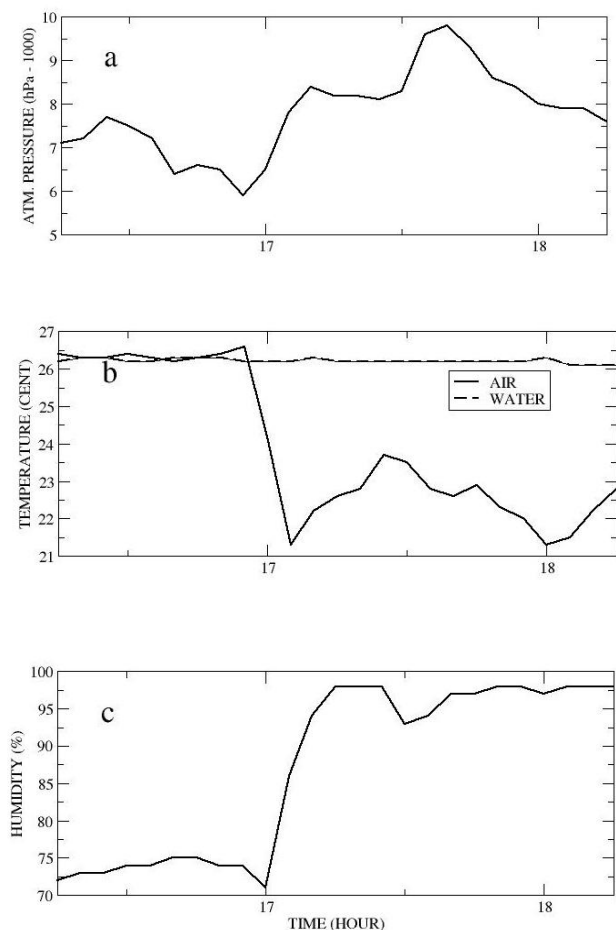 10
9
8
7
6
5
ATM. PRESSURE (hPa - 1000)
a
17
18
27
26
25
24
23
22
21
TEMPERATURE (CENT)
b
AIR
WATER
17
18
100
95
90
85
80
75
70
HUMIDITY (%)
c
17
18
TIME (HOUR)